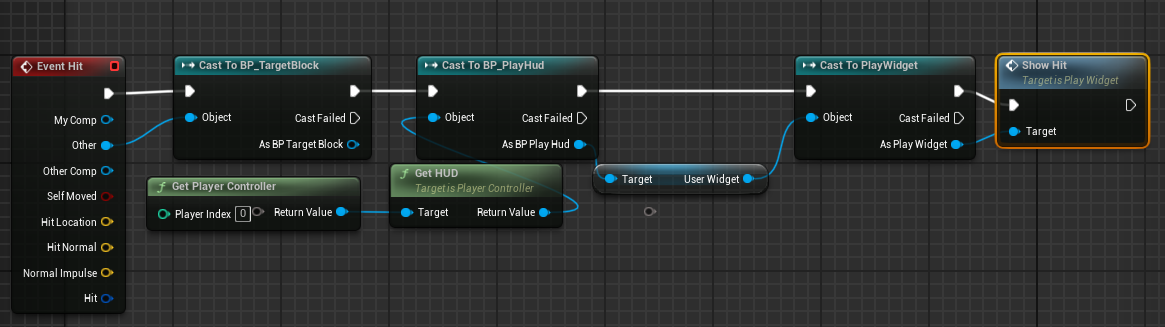 Event Hit
My Comp
Other
Other Comp
Self Moved
Hit Location
Hit Normal
Normal Impulse
Hit
Cast To BP_TargetBlock
Object
Cast Failed
As BP Target Block
Get Player Controller
Player Index 0
Return Value
Cast To BP_PlayHud
Object
Cast Failed
As BP Play Hud
f Get HUD
Target is Player Controller
Target
Return Value
Target
User Widget
Cast To PlayWidget
Object
Cast Failed
As Play Widget
Show Hit
Target is Play Widget
Target